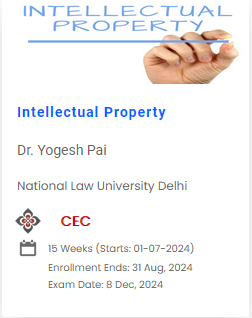 INTELLECTUAL
PROPERTY
Intellectual Property
Dr. Yogesh Pai
National Law University Delhi
CEC
15 Weeks (Starts: 01-07-2024)
Enrollment Ends: 31 Aug, 2024
Exam Date: 8 Dec, 2024